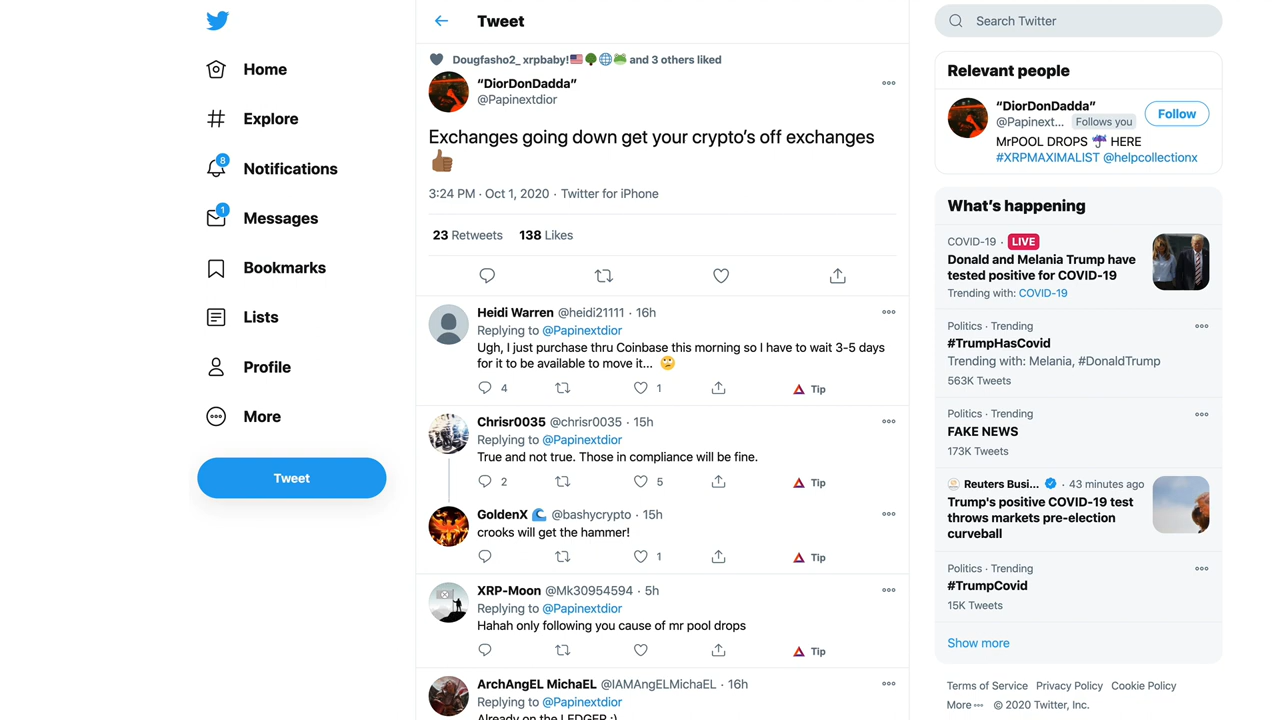 Home
Explore
8
Notifications
1
Messages
Bookmarks
Lists
Profile
More
Tweet
Tweet
Dougfasho2_ xrpbaby!🇺🇸🌳🌐🐸 and 3 others liked
“DiorDonDadda”
@Papinextdior
Exchanges going down get your crypto’s off exchanges
👍🏾
3:24 PM · Oct 1, 2020 · Twitter for iPhone
23 Retweets 138 Likes
Heidi Warren @heidi21111 · 16h
Replying to @Papinextdior
Ugh, I just purchase thru Coinbase this morning so I have to wait 3-5 days
for it to be available to move it... 🙄
4 1 Tip
Chrisr0035 @chrisr0035 · 15h
Replying to @Papinextdior
True and not true. Those in compliance will be fine.
2 5 Tip
GoldenX 🌊 @bashycrypto · 15h
crooks will get the hammer!
1 Tip
XRP-Moon @Mk30954594 · 5h
Replying to @Papinextdior
Hahah only following you cause of mr pool drops
Tip
ArchAngEL MichaEL @IAMAngELMichaEL · 16h
Replying to @Papinextdior
Already on the LEDGER :)
Search Twitter
Relevant people
“DiorDonDadda”
@Papinext... Follows you
Follow
MrPOOL DROPS ☔ HERE
#XRPMAXIMALIST @helpcollectionx
What’s happening
COVID-19 · LIVE
Donald and Melania Trump have
tested positive for COVID-19
Trending with: COVID-19
Politics · Trending
#TrumpHasCovid
Trending with: Melania, #DonaldTrump
563K Tweets
Politics · Trending
FAKE NEWS
173K Tweets
Reuters Busi... · 43 minutes ago
Trump's positive COVID-19 test
throws markets pre-election
curveball
Politics · Trending
#TrumpCovid
15K Tweets
Show more
Terms of Service Privacy Policy Cookie Policy
More © 2020 Twitter, Inc.